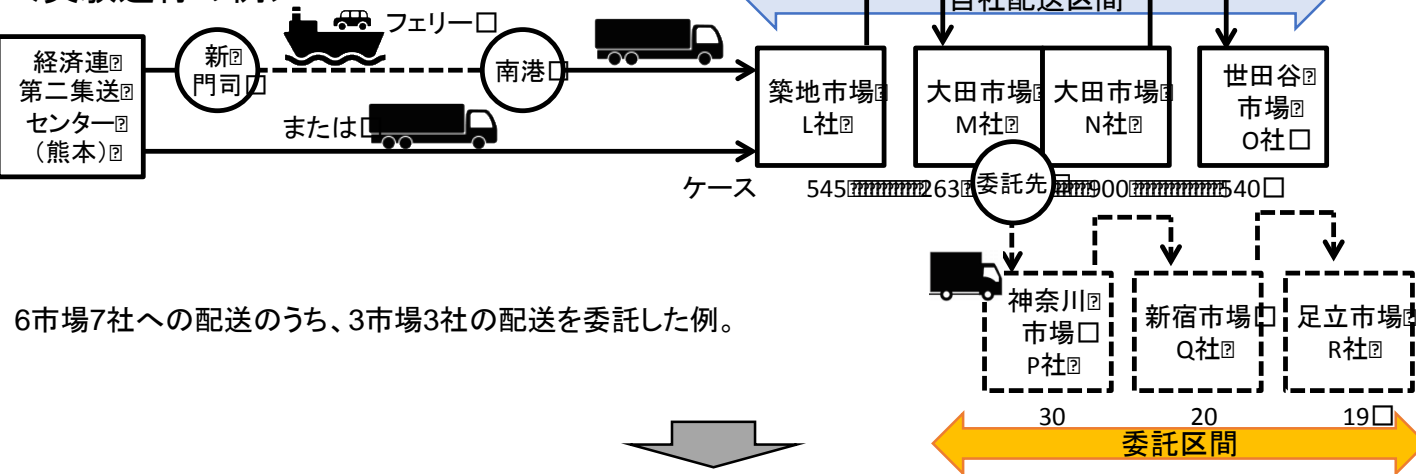 自社配送区間
フェリー
経済連
第二集送
センター
（熊本）
新
門司
南港
または
築地市場
L社
大田市場
M社
大田市場
N社
世田谷
市場
O社
ケース
545
263
900
540
委託先
神奈川
市場
P社
新宿市場
Q社
足立市場
R社
6市場7社への配送のうち、3市場3社の配送を委託した例。
30
20
19
委託区間